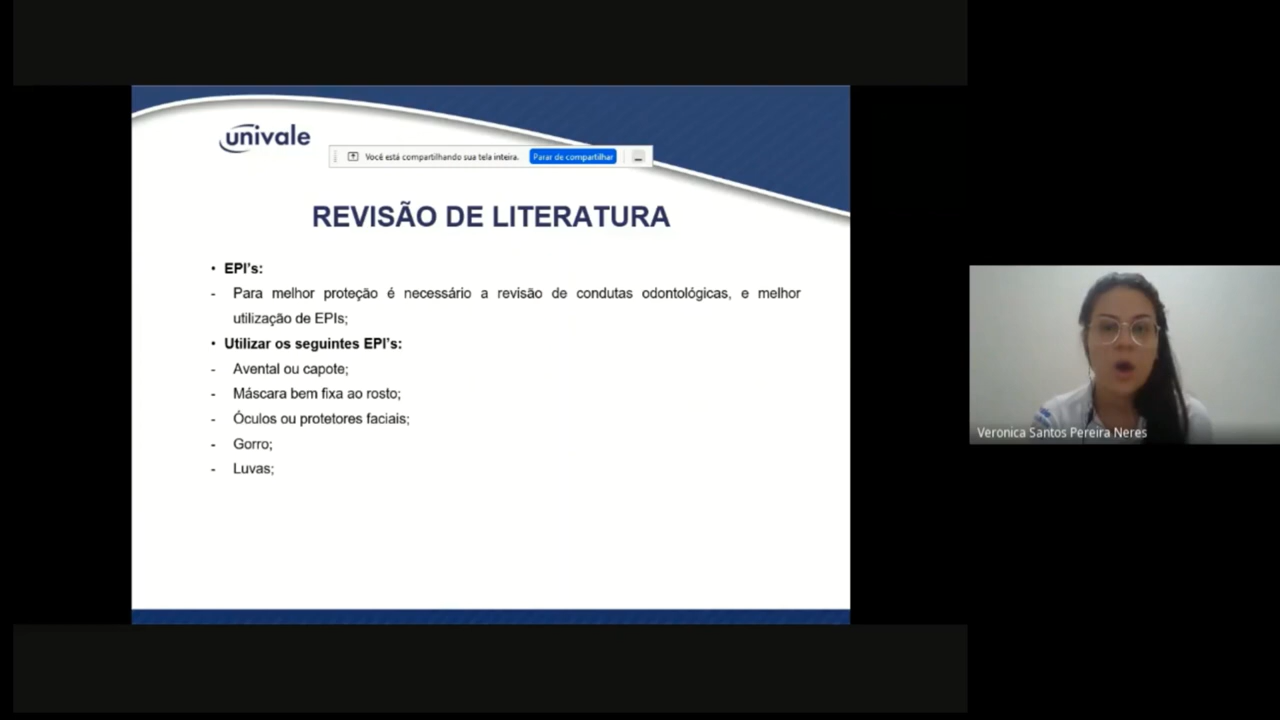 univale
Você está compartilhando sua tela inteira. Parar de compartilhar
REVISÃO DE LITERATURA
• EPI's:
- Para melhor proteção é necessário a revisão de condutas odontológicas, e melhor
utilização de EPIs;
• Utilizar os seguintes EPI's:
- Avental ou capote;
- Máscara bem fixa ao rosto;
- Óculos ou protetores faciais;
- Gorro;
- Luvas;
Veronica Santos Pereira Neres